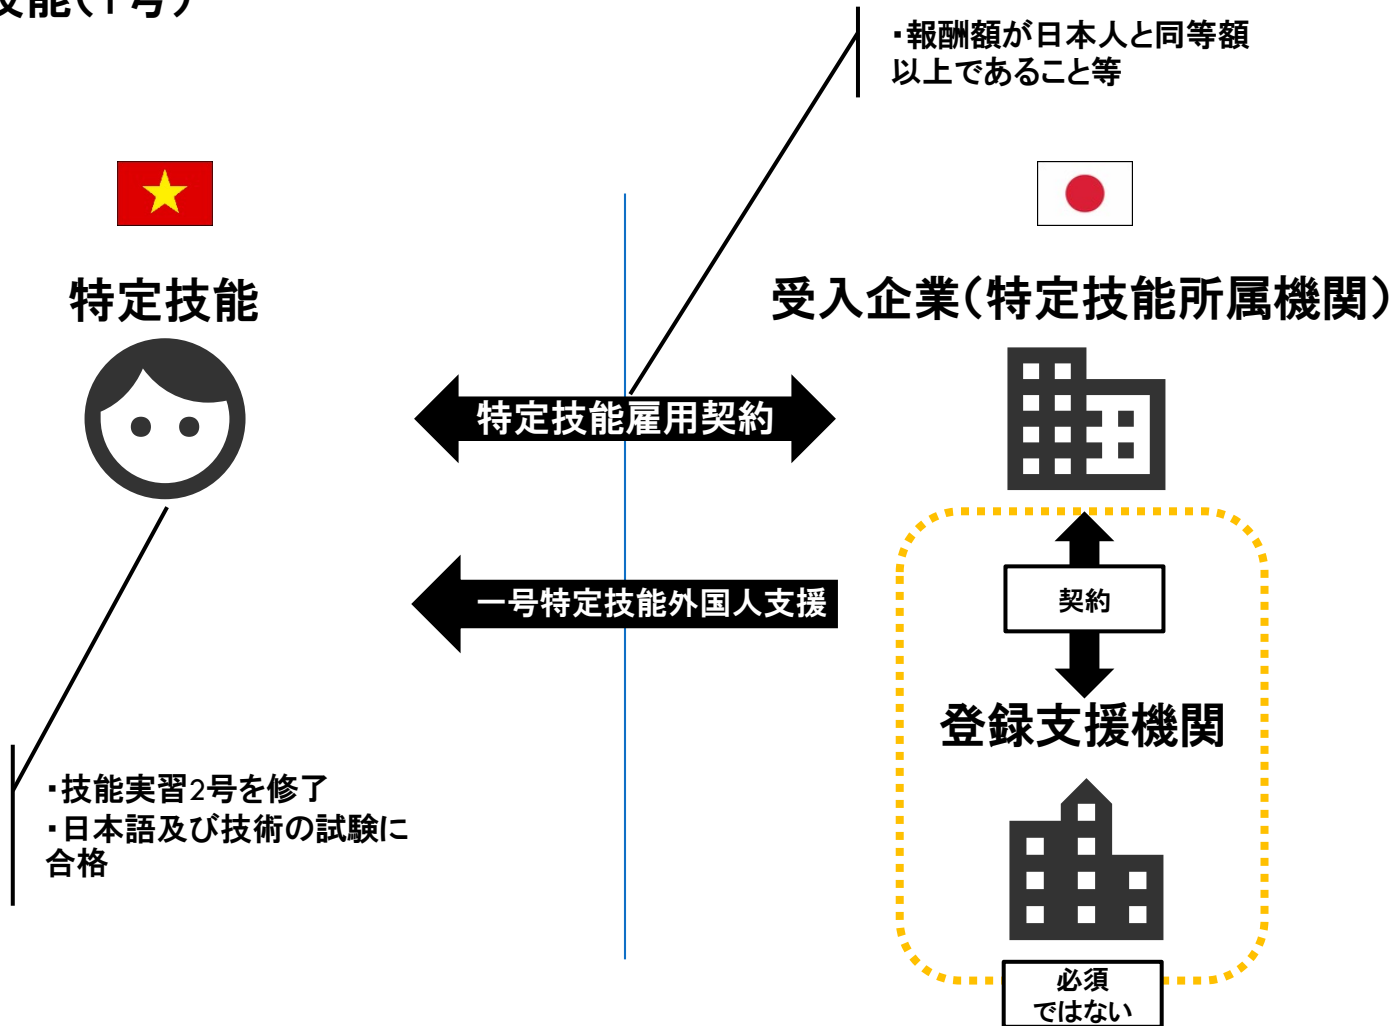 技能（1号）
・報酬額が日本人と同等額
以上であること等
特定技能
受入企業（特定技能所属機関）
特定技能雇用契約
一号特定技能外国人支援
契約
登録支援機関
・技能実習2号を修了
・日本語及び技術の試験に
合格
必須
ではない